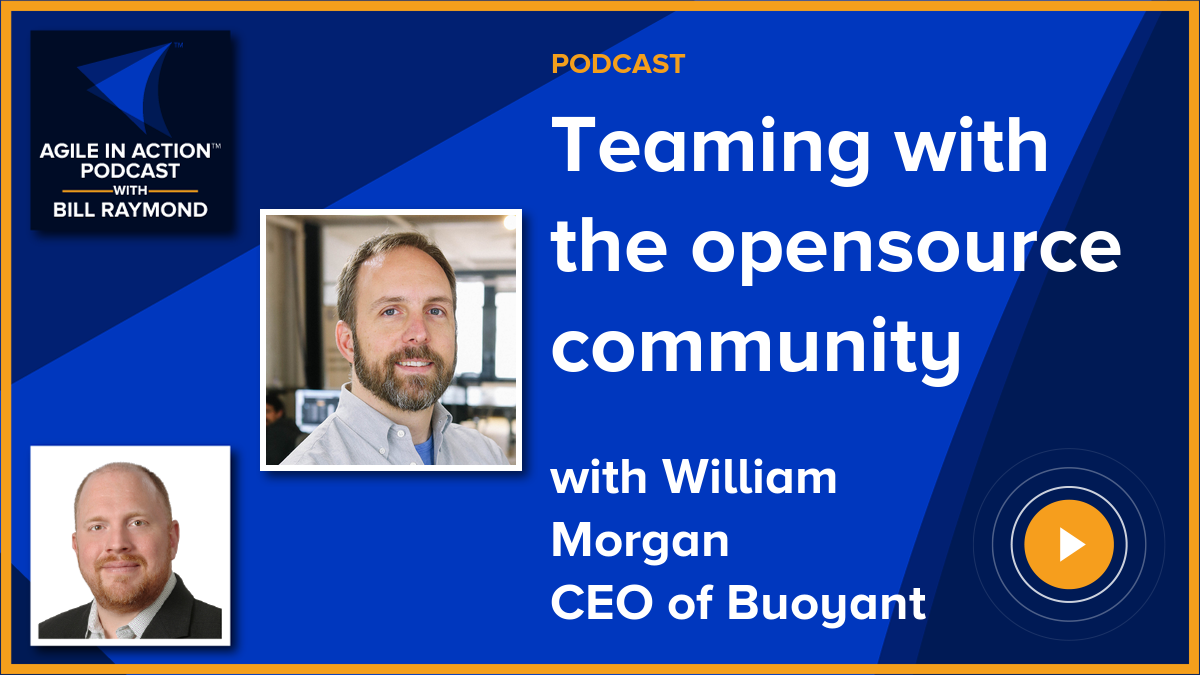 AGILE IN ACTION™
PODCAST
WITH
BILL RAYMOND
PODCAST
Teaming with
the opensource
community
with William
Morgan
CEO of Buoyant